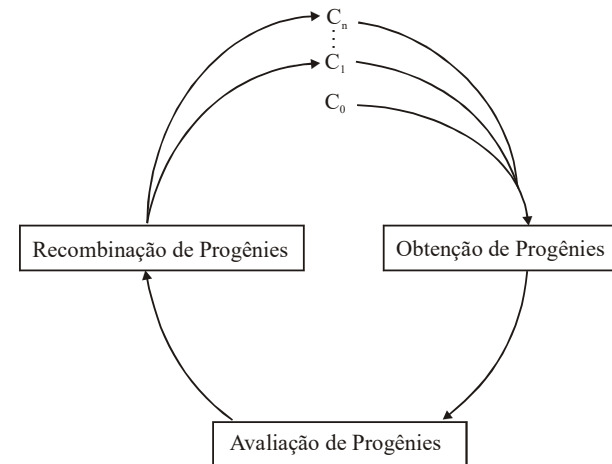 Cn
C1
C0
Recombinação de Progênies
Obtenção de Progênies
Avaliação de Progênies